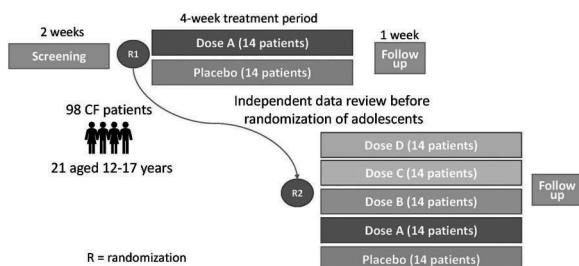 4-week treatment period
2 weeks
1 week
Screening
R1
Dose A (14 patients)
Placebo (14 patients)
Follow
up
98 CF patients
21 aged 12-17 years
Independent data review before
randomization of adolescents
R2
Dose D (14 patients)
Dose C (14 patients)
Dose B (14 patients)
Dose A (14 patients)
Placebo (14 patients)
Follow
up
R = randomization